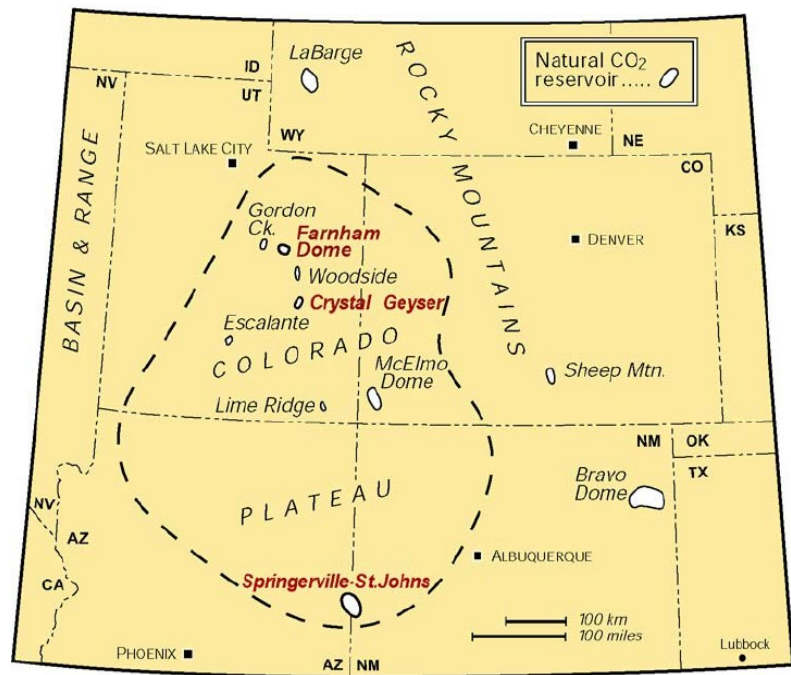 LaBarge
ROCKY MOUNTAINS
Natural CO₂
reservoir.....
ID
NV
UT
WY
CHEYENNE
NE
SALT LAKE CITY
CO
BASIN & RANGE
Gordon
Ck.
Farnham
Dome
DENVER
KS
Woodside
Crystal Geyser
Escalante
COLORADO
McElmo
Dome
Sheep Mtn.
Lime Ridge
NM
OK
TX
Bravo
Dome
PLATEAU
NV
AZ
CA
ALBUQUERQUE
Springerville-St.Johns
100 km
100 miles
PHOENIX
AZ
NM
Lubbock